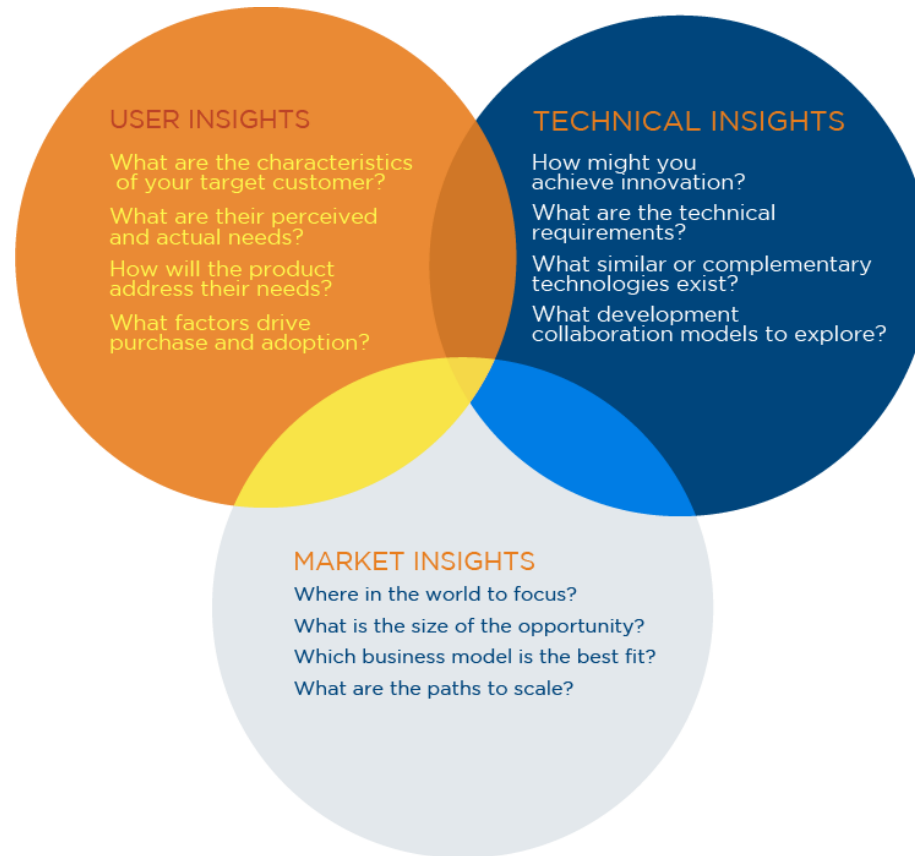 USER INSIGHTS
What are the characteristics
of your target customer?
What are their perceived
and actual needs?
How will the product
address their needs?
What factors drive
purchase and adoption?
TECHNICAL INSIGHTS
How might you
achieve innovation?
What are the technical
requirements?
What similar or complementary
technologies exist?
What development
collaboration models to explore?
MARKET INSIGHTS
Where in the world to focus?
What is the size of the opportunity?
Which business model is the best fit?
What are the paths to scale?